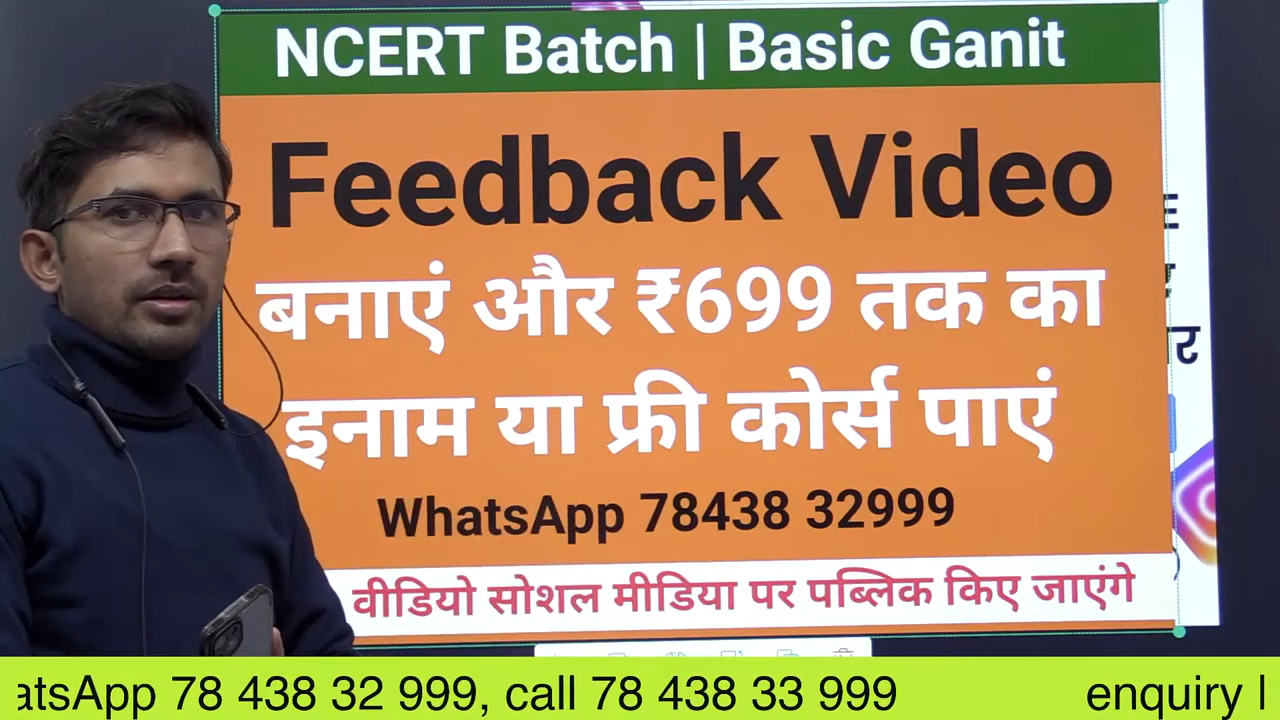 NCERT Batch | Basic Ganit
Feedback Video
बनाएं और ₹699 तक का
इनाम या फ्री कोर्स पाएं
WhatsApp 78438 32999
वीडियो सोशल मीडिया पर पब्लिक किए जाएंगे
atsApp 78 438 32 999, call 78 438 33 999 enquiry